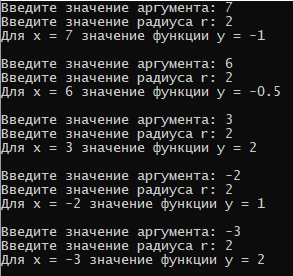 Введите значение аргумента: 7
Введите значение радиуса r: 2
Для x = 7 значение функции y = -1
Введите значение аргумента: 6
Введите значение радиуса r: 2
Для x = 6 значение функции y = -0.5
Введите значение аргумента: 3
Введите значение радиуса r: 2
Для x = 3 значение функции y = 2
Введите значение аргумента: -2
Введите значение радиуса r: 2
Для x = -2 значение функции y = 1
Введите значение аргумента: -3
Введите значение радиуса r: 2
Для x = -3 значение функции y = 2